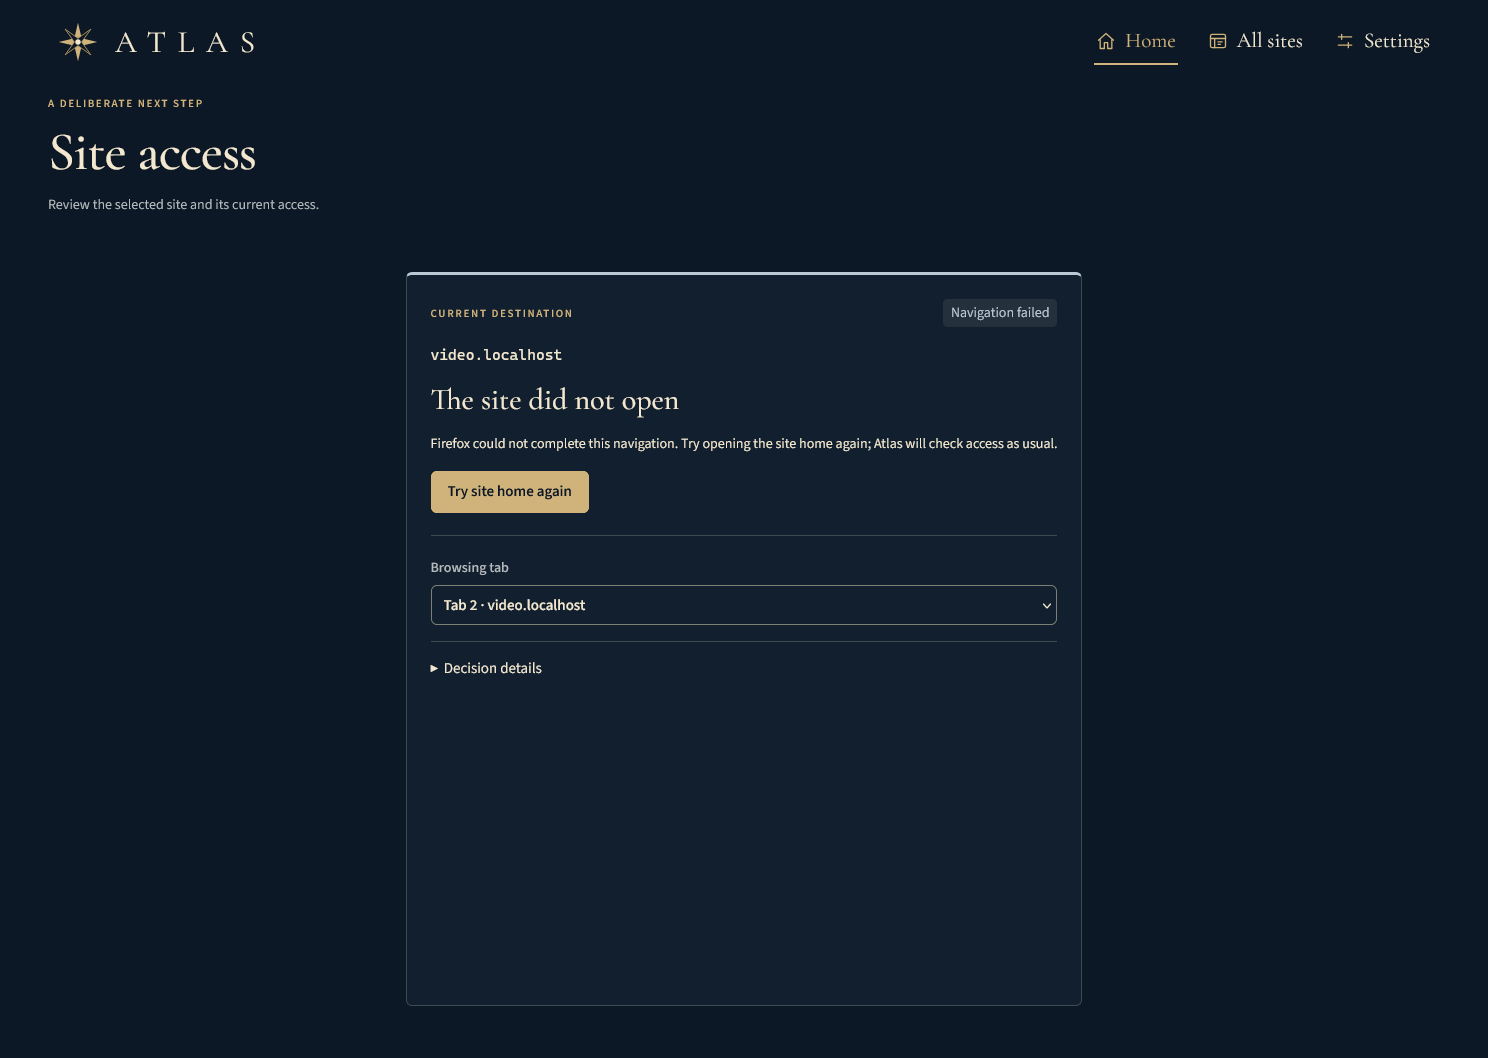 ATLAS
Home
All sites
Settings
A DELIBERATE NEXT STEP
Site access
Review the selected site and its current access.
CURRENT DESTINATION
Navigation failed
video.localhost
The site did not open
Firefox could not complete this navigation. Try opening the site home again; Atlas will check access as usual.
Try site home again
Browsing tab
Tab 2 · video.localhost
Decision details